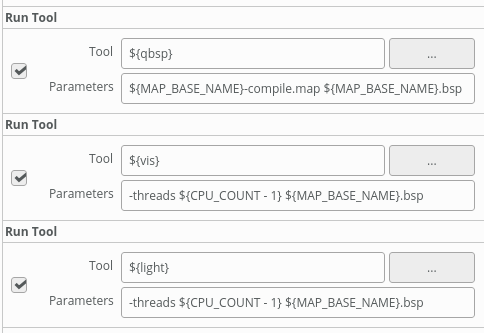 Run Tool
Tool ${qbsp} ...
Parameters ${MAP_BASE_NAME}-compile.map ${MAP_BASE_NAME}.bsp
Run Tool
Tool ${vis} ...
Parameters -threads ${CPU_COUNT - 1} ${MAP_BASE_NAME}.bsp
Run Tool
Tool ${light} ...
Parameters -threads ${CPU_COUNT - 1} ${MAP_BASE_NAME}.bsp